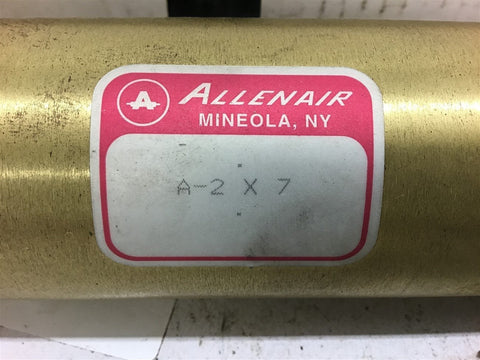 A ALLENAIR
MINEOLA, NY
A-2 X 7